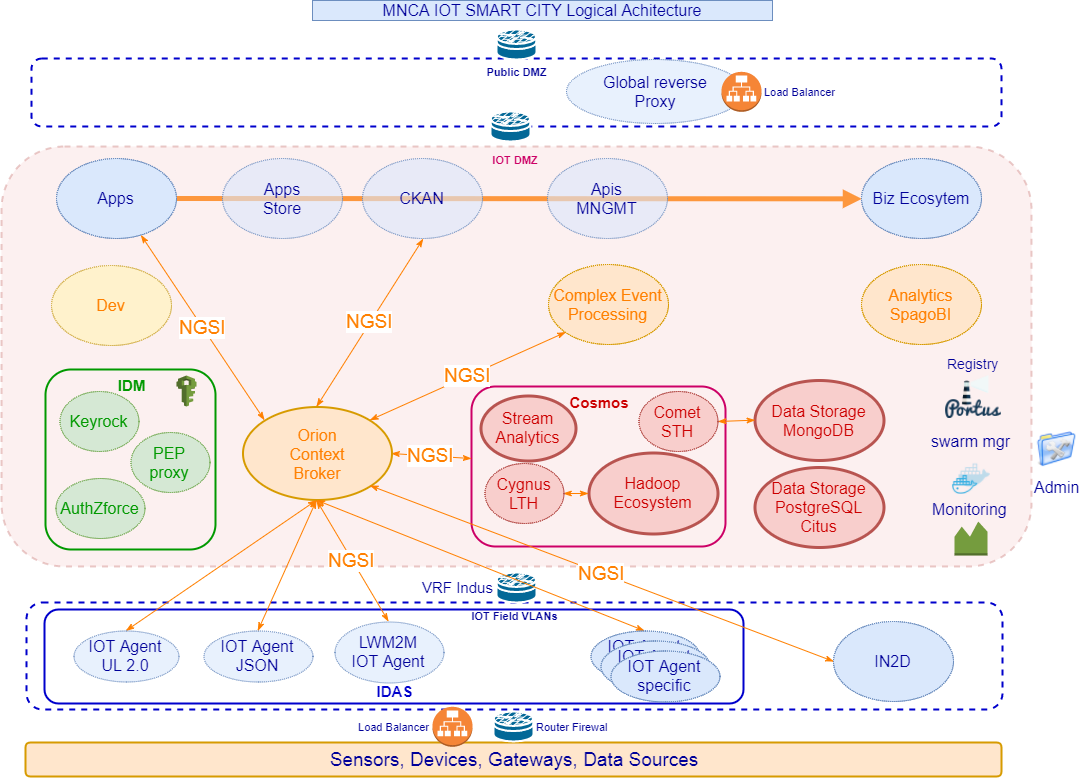 MNCA IOT SMART CITY Logical Achitecture
Public DMZ
Global reverse
Proxy
Load Balancer
IOT DMZ
Apps
Apps
Store
CKAN
Apis
MNGMT
Biz Ecosytem
Dev
NGSI
NGSI
Complex Event
Processing
Analytics
SpagoBI
NGSI
Registry
Portus
swarm mgr
Monitoring
Admin
IDM
Keyrock
PEP
proxy
AuthZforce
Orion
Context
Broker
NGSI
Cosmos
Stream
Analytics
Comet
STH
Cygnus
LTH
Hadoop
Ecosystem
Data Storage
MongoDB
Data Storage
PostgreSQL
Citus
NGSI
NGSI
VRF Indus
IOT Field VLANs
IOT Agent
UL 2.0
IOT Agent
JSON
LWM2M
IOT Agent
IOT Agent
specific
IDAS
IN2D
Load Balancer
Router Firewal
Sensors, Devices, Gateways, Data Sources